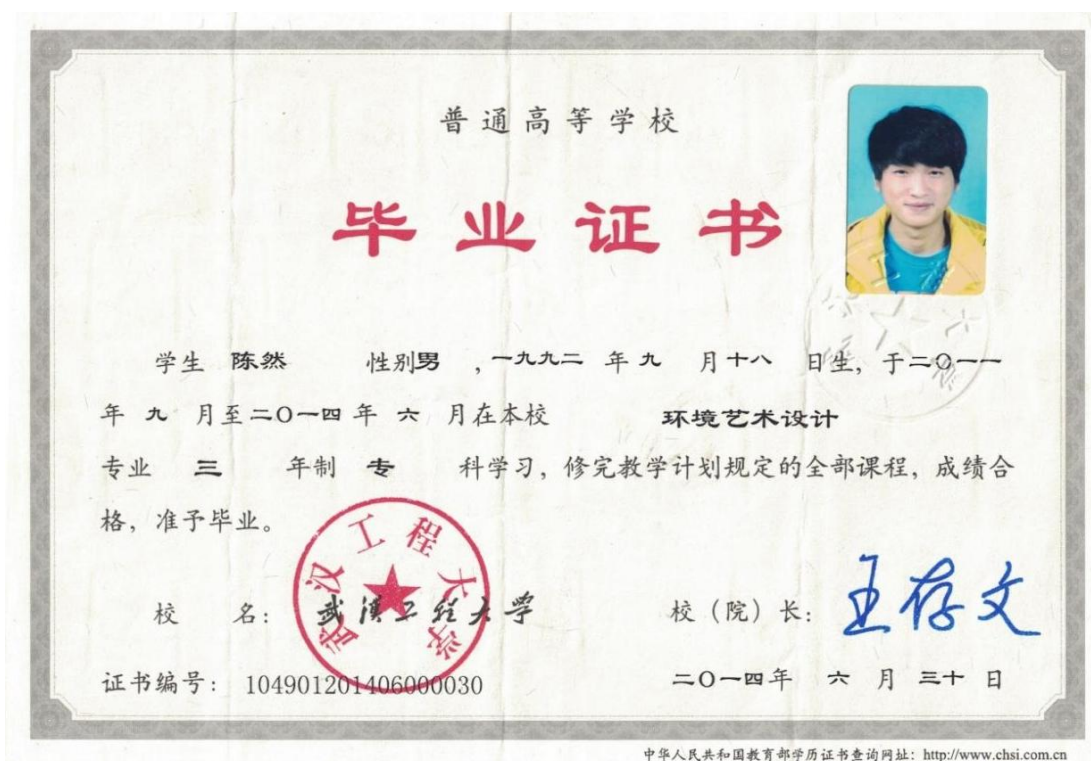 普通高等学校
毕业证书
学生 陈然 性别男 ,一九九二 年 九 月十八 日生, 于二〇一一
年 九 月至二〇一四 年 六 月在本校 环境艺术设计
专业 三 年制 专 科学习, 修完教学计划规定的全部课程, 成绩合
格, 准予毕业。
武汉工程大学
校 名: 武汉工程大学 校 (院) 长: 王存文
证书编号: 104901201406000030 二〇一四 年 六 月 三十 日
中华人民共和国教育部学历证书查询网址: http://www.chsi.com.cn